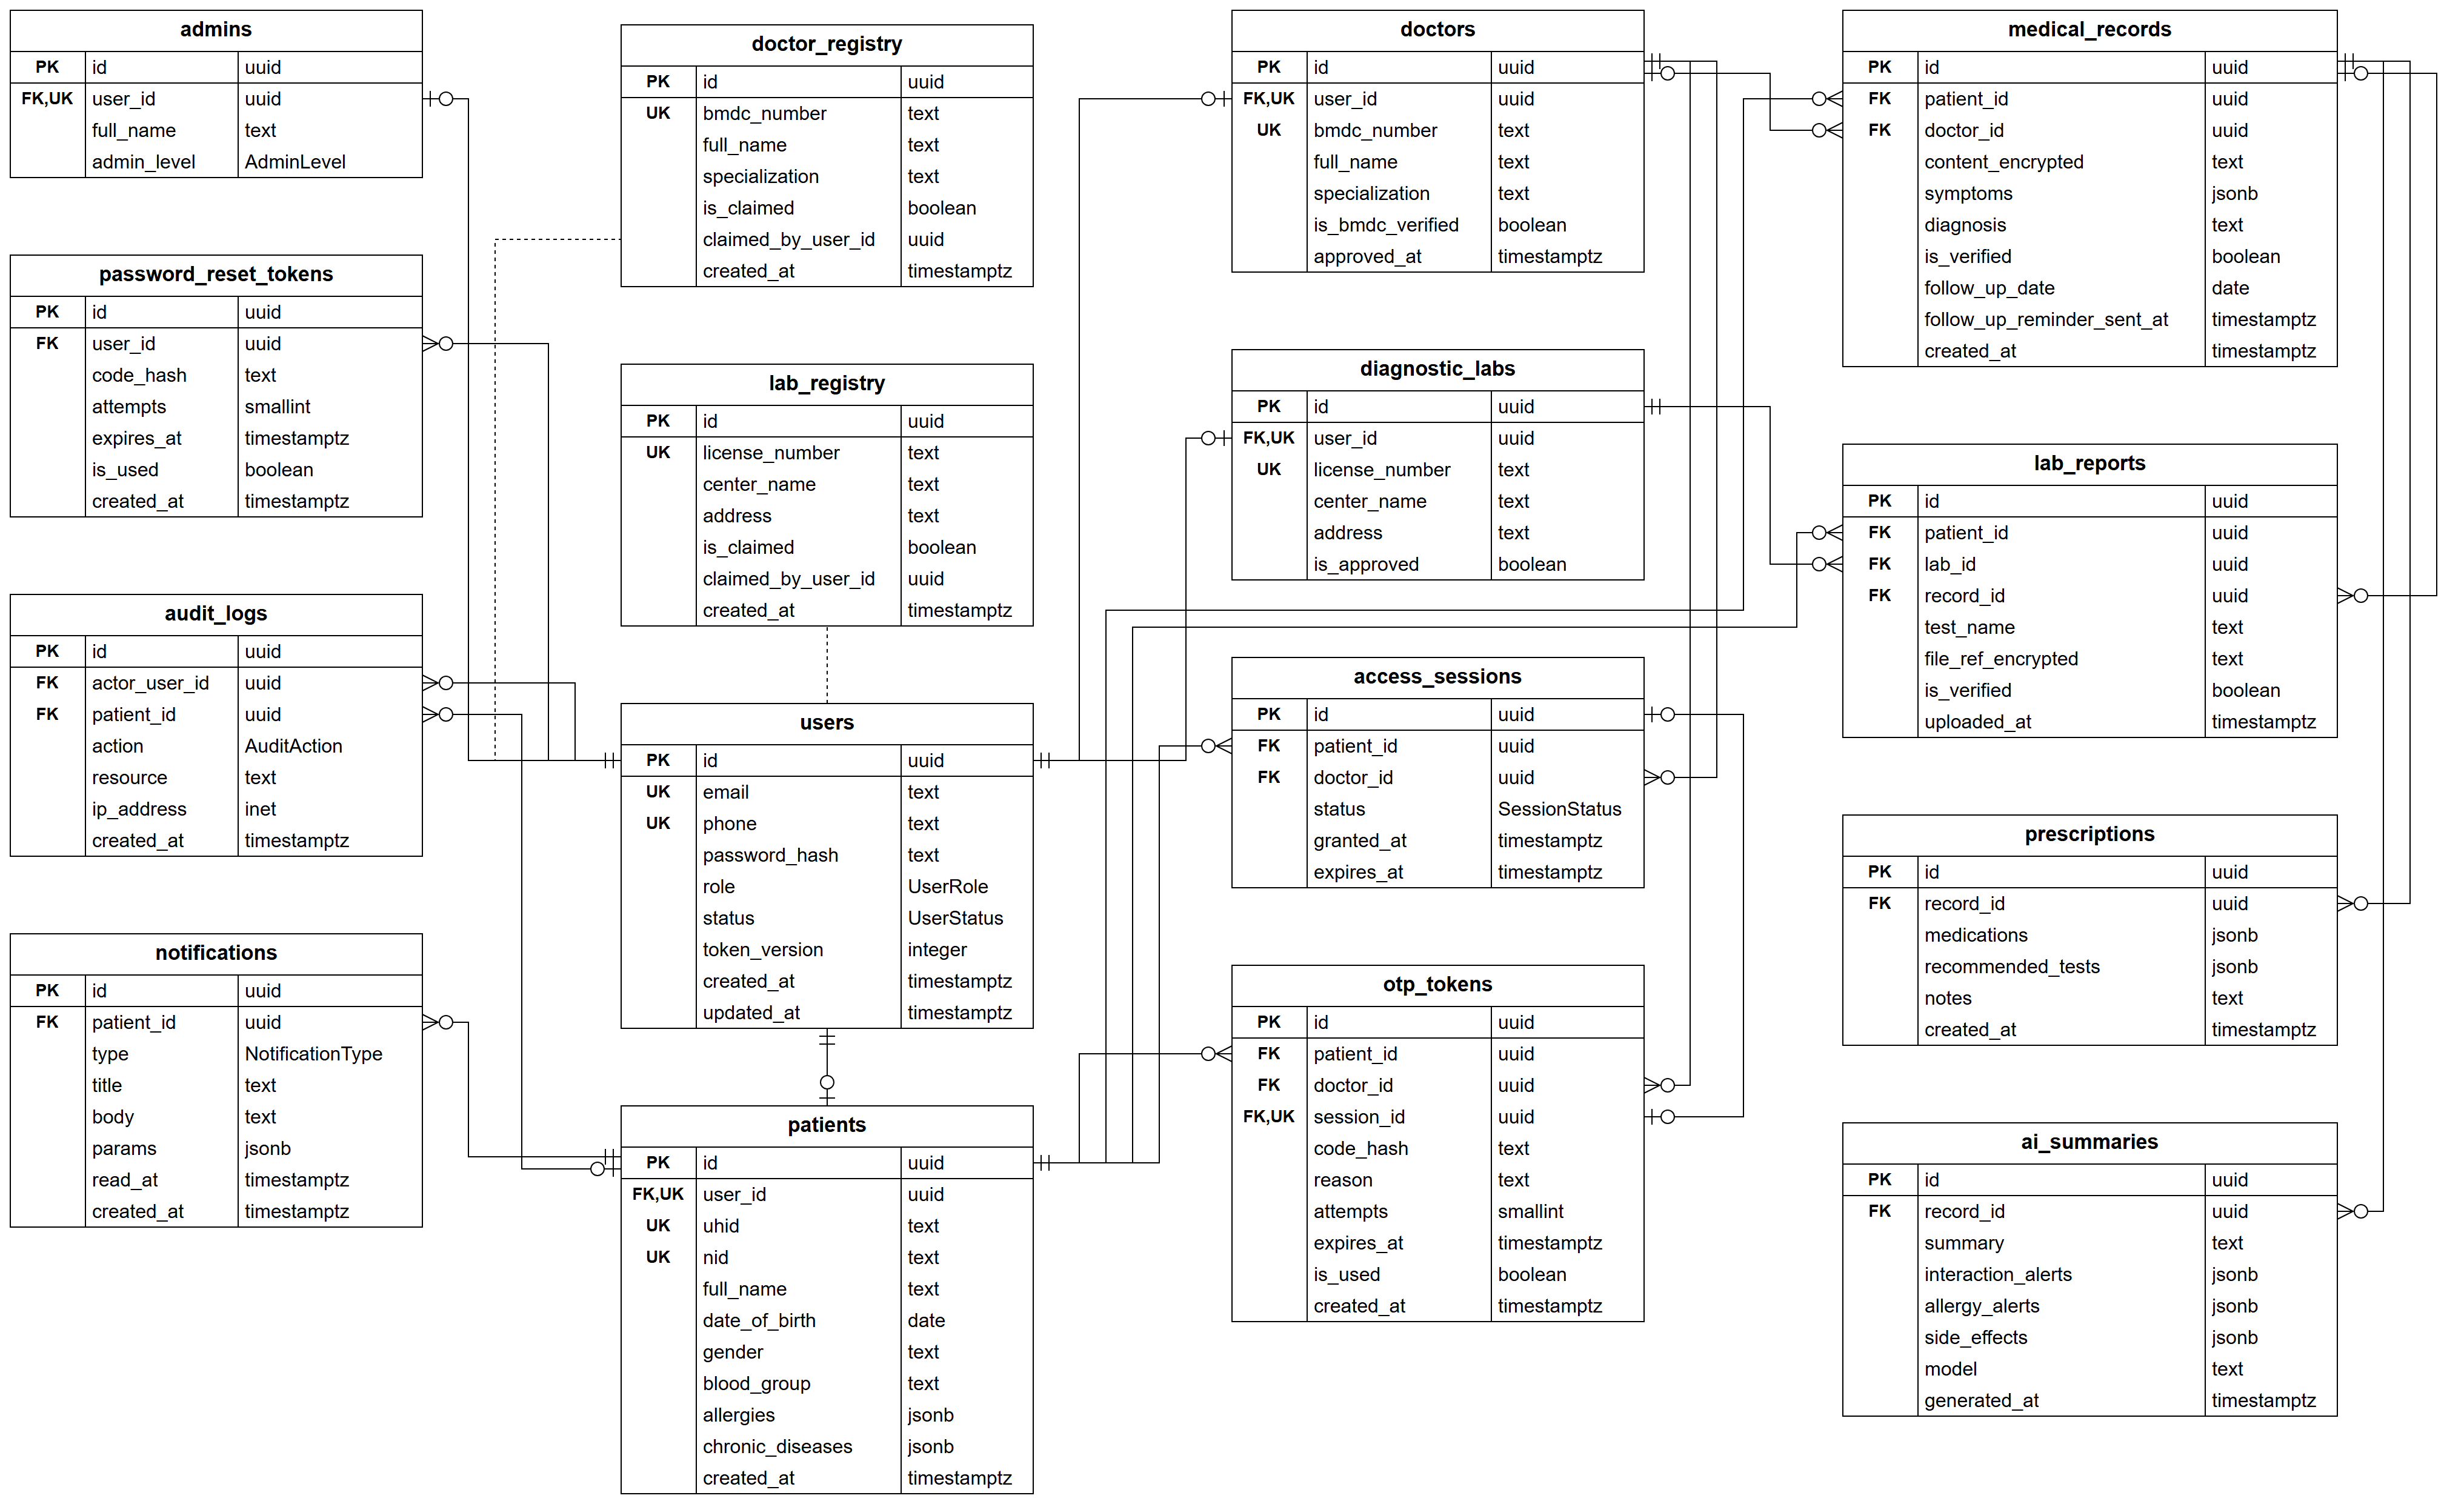 admins
PK id uuid
FK,UK user_id uuid
full_name text
admin_level AdminLevel
password_reset_tokens
PK id uuid
FK user_id uuid
code_hash text
attempts smallint
expires_at timestamptz
is_used boolean
created_at timestamptz
audit_logs
PK id uuid
FK actor_user_id uuid
FK patient_id uuid
action AuditAction
resource text
ip_address inet
created_at timestamptz
notifications
PK id uuid
FK patient_id uuid
type NotificationType
title text
body text
params jsonb
read_at timestamptz
created_at timestamptz
doctor_registry
PK id uuid
UK bmdc_number text
full_name text
specialization text
is_claimed boolean
claimed_by_user_id uuid
created_at timestamptz
lab_registry
PK id uuid
UK license_number text
center_name text
address text
is_claimed boolean
claimed_by_user_id uuid
created_at timestamptz
users
PK id uuid
UK email text
UK phone text
password_hash text
role UserRole
status UserStatus
token_version integer
created_at timestamptz
updated_at timestamptz
patients
PK id uuid
FK,UK user_id uuid
UK uhid text
UK nid text
full_name text
date_of_birth date
gender text
blood_group text
allergies jsonb
chronic_diseases jsonb
created_at timestamptz
doctors
PK id uuid
FK,UK user_id uuid
UK bmdc_number text
full_name text
specialization text
is_bmdc_verified boolean
approved_at timestamptz
diagnostic_labs
PK id uuid
FK,UK user_id uuid
UK license_number text
center_name text
address text
is_approved boolean
access_sessions
PK id uuid
FK patient_id uuid
FK doctor_id uuid
status SessionStatus
granted_at timestamptz
expires_at timestamptz
otp_tokens
PK id uuid
FK patient_id uuid
FK doctor_id uuid
FK,UK session_id uuid
code_hash text
reason text
attempts smallint
expires_at timestamptz
is_used boolean
created_at timestamptz
medical_records
PK id uuid
FK patient_id uuid
FK doctor_id uuid
content_encrypted text
symptoms jsonb
diagnosis text
is_verified boolean
follow_up_date date
follow_up_reminder_sent_at timestamptz
created_at timestamptz
lab_reports
PK id uuid
FK patient_id uuid
FK lab_id uuid
FK record_id uuid
test_name text
file_ref_encrypted text
is_verified boolean
uploaded_at timestamptz
prescriptions
PK id uuid
FK record_id uuid
medications jsonb
recommended_tests jsonb
notes text
created_at timestamptz
ai_summaries
PK id uuid
FK record_id uuid
summary text
interaction_alerts jsonb
allergy_alerts jsonb
side_effects jsonb
model text
generated_at timestamptz